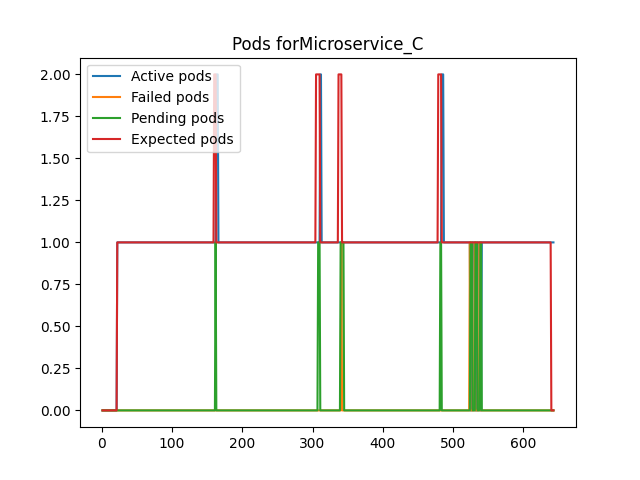 Pods forMicroservice_C
2.00
1.75
1.50
1.25
1.00
0.75
0.50
0.25
0.00
Active pods
Failed pods
Pending pods
Expected pods
0 100 200 300 400 500 600